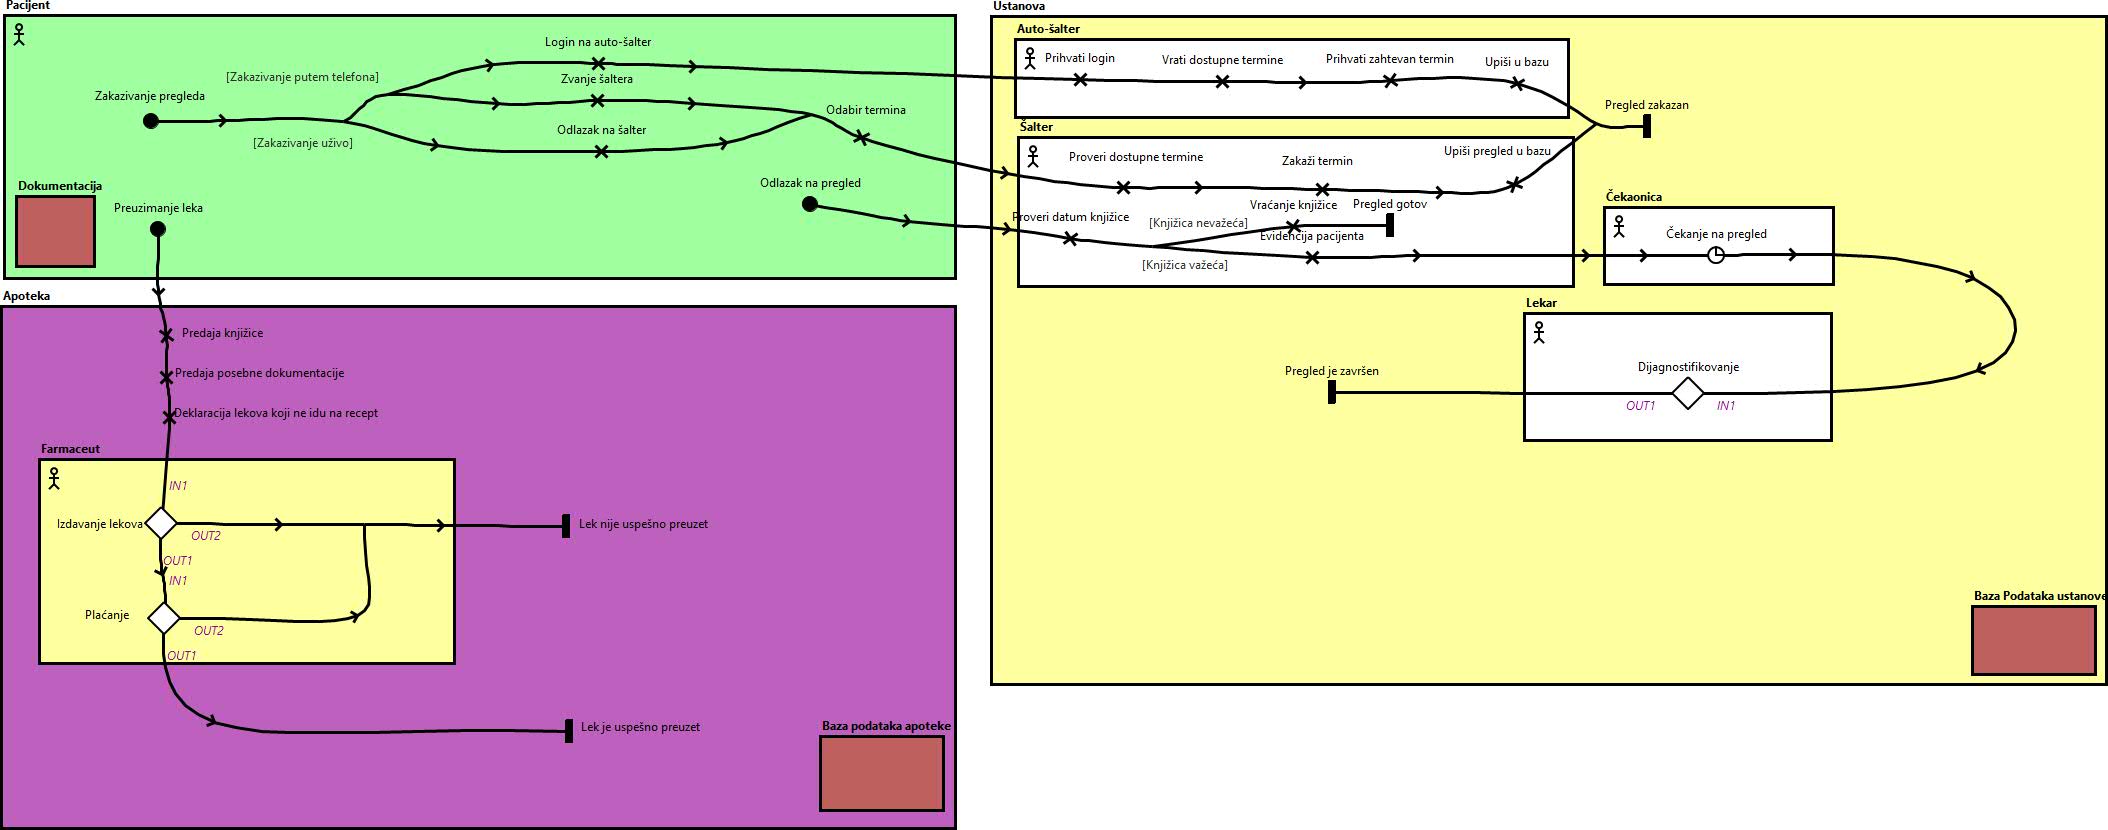 Pacijent
Login na auto-šalter
[Zakazivanje putem telefona]
Zvanje šaltera
Zakazivanje pregleda
Odabir termina
Odlazak na šalter
[Zakazivanje uživo]
Dokumentacija
Odlazak na pregled
Preuzimanje leka
Ustanova
Auto-šalter
Prihvati login
Vrati dostupne termine
Prihvati zahtevan termin
Upiši u bazu
Pregled zakazan
Šalter
Proveri dostupne termine
Zakaži termin
Upiši pregled u bazu
Proveri datum knjižice
[Knjižica nevažeća]
Vraćanje knjižice
Pregled gotov
Evidencija pacijenta
[Knjižica važeća]
Čekaonica
Čekanje na pregled
Lekar
Dijagnostifikovanje
OUT1
IN1
Pregled je završen
Baza Podataka ustanove
Apoteka
Predaja knjižice
Predaja posebne dokumentacije
Deklaracija lekova koji ne idu na recept
Farmaceut
IN1
Izdavanje lekova
OUT2
OUT1
IN1
Lek nije uspešno preuzet
Plaćanje
OUT2
OUT1
Lek je uspešno preuzet
Baza podataka apoteke